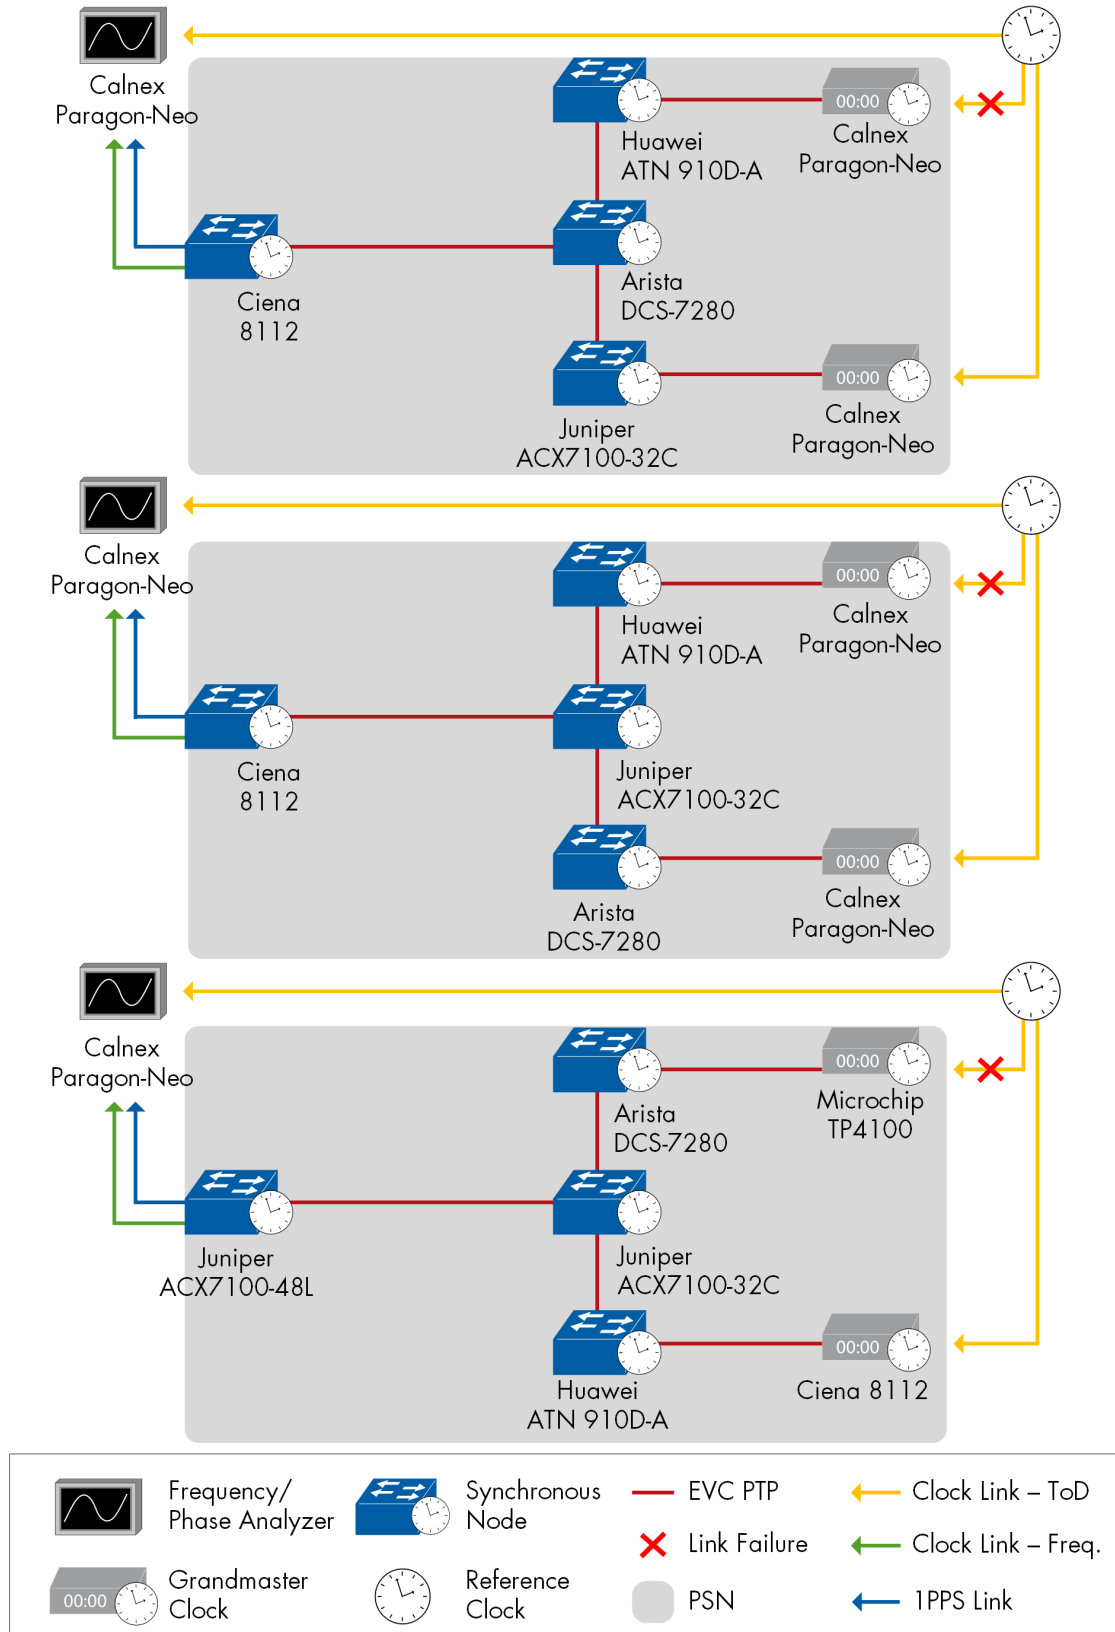 Calnex
Paragon-Neo
00:00
Huawei
ATN 910D-A
Calnex
Paragon-Neo
Ciena
8112
Arista
DCS-7280
00:00
Juniper
ACX7100-32C
Calnex
Paragon-Neo
Calnex
Paragon-Neo
00:00
Huawei
ATN 910D-A
Calnex
Paragon-Neo
Ciena
8112
Juniper
ACX7100-32C
00:00
Arista
DCS-7280
Calnex
Paragon-Neo
Calnex
Paragon-Neo
00:00
Arista
DCS-7280
Microchip
TP4100
Juniper
ACX7100-48L
Juniper
ACX7100-32C
00:00
Huawei
ATN 910D-A
Ciena 8112
Frequency/
Phase Analyzer
Synchronous
Node
EVC PTP
Clock Link – ToD
Link Failure
Clock Link – Freq.
00:00
Grandmaster
Clock
Reference
Clock
PSN
1PPS Link